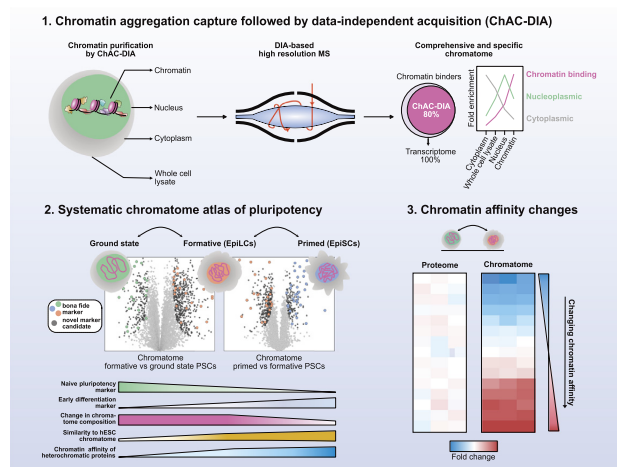 1. Chromatin aggregation capture followed by data-independent acquisition (ChAC-DIA)
Chromatin purification
by ChAC-DIA
Chromatin
Nucleus
Cytoplasm
Whole cell
lysate
DIA-based
high resolution MS
Comprehensive and specific
chromatome
Chromatin binders
ChAC-DIA
80%
Transcriptome
100%
Fold enrichment
Cytoplasm
Whole cell lysate
Nucleus
Chromatin
Chromatin binding
Nucleoplasmic
Cytoplasmic
2. Systematic chromatome atlas of pluripotency
Ground state
Formative (EpiLCs)
Primed (EpiSCs)
bona fide
marker
novel marker
candidate
Chromatome
formative vs ground state PSCs
Chromatome
primed vs formative PSCs
Naive pluripotency
marker
Early differentiation
marker
Change in chroma-
tome composition
Similarity to hESC
chromatome
Chromatin affinity of
heterochromatic proteins
3. Chromatin affinity changes
Proteome
Chromatome
Changing chromatin affinity
Fold change